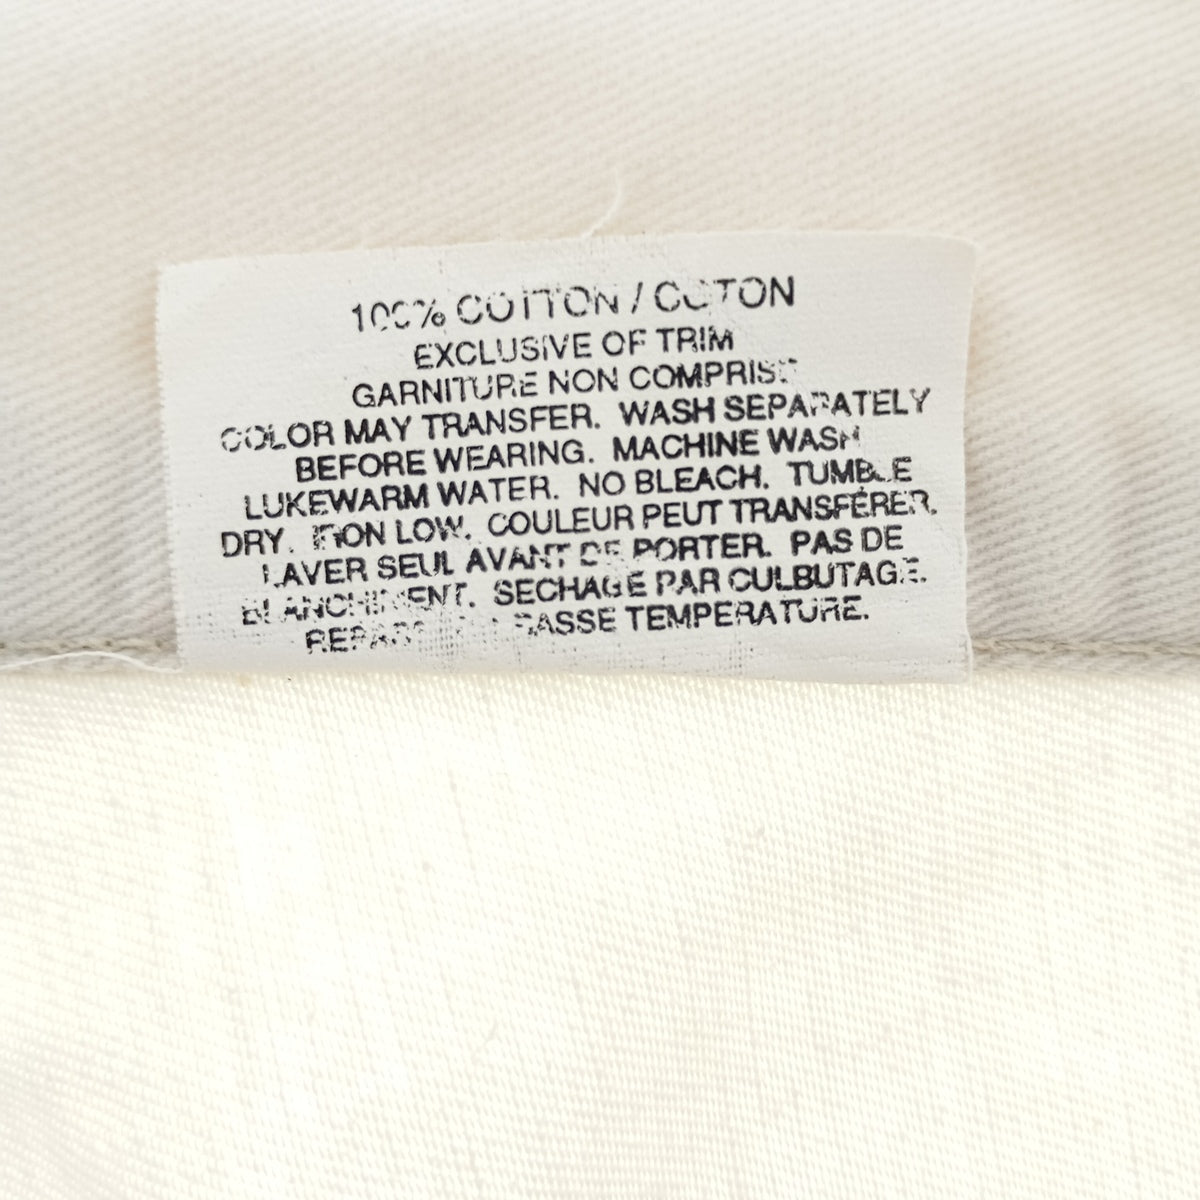 100% COTTON / COTON
EXCLUSIVE OF TRIM
GARNITURE NON COMPRISE
COLOR MAY TRANSFER. WASH SEPARATELY
BEFORE WEARING. MACHINE WASH
LUKEWARM WATER. NO BLEACH. TUMBLE
DRY. IRON LOW. COULEUR PEUT TRANSFÉRER.
LAVER SEUL AVANT DE PORTER. PAS DE
BLANCHIMENT. SECHAGE PAR CULBUTAGE.
BASSE TEMPERATURE.